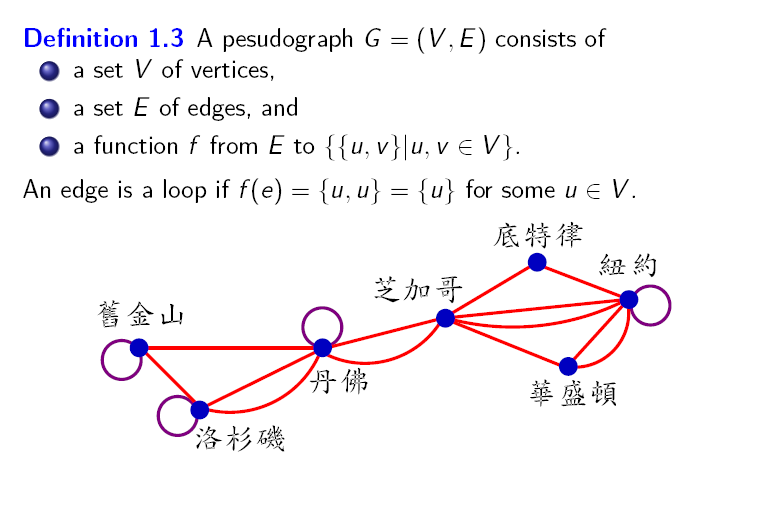 Definition 1.3 A pesudograph G = (V, E) consists of
a set V of vertices,
a set E of edges, and
a function f from E to {{u, v}|u, v ∈ V}.
An edge is a loop if f(e) = {u, u} = {u} for some u ∈ V.
底特律
紐約
芝加哥
舊金山
丹佛
華盛頓
洛杉磯